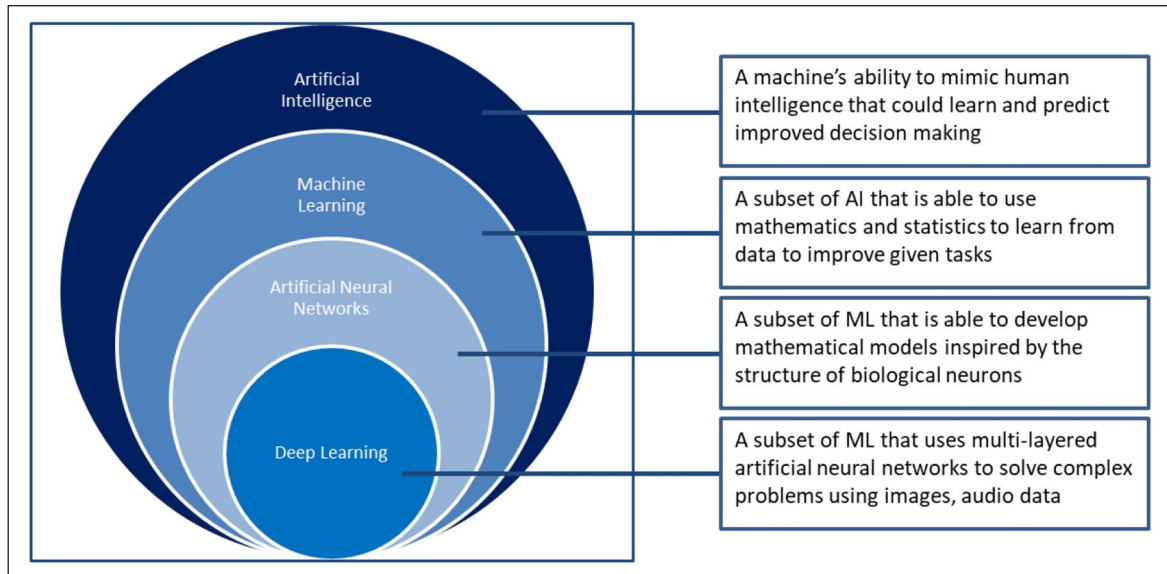 Artificial
Intelligence
Machine
Learning
Artificial Neural
Networks
Deep Learning
A machine’s ability to mimic human
intelligence that could learn and predict
improved decision making
A subset of AI that is able to use
mathematics and statistics to learn from
data to improve given tasks
A subset of ML that is able to develop
mathematical models inspired by the
structure of biological neurons
A subset of ML that uses multi-layered
artificial neural networks to solve complex
problems using images, audio data